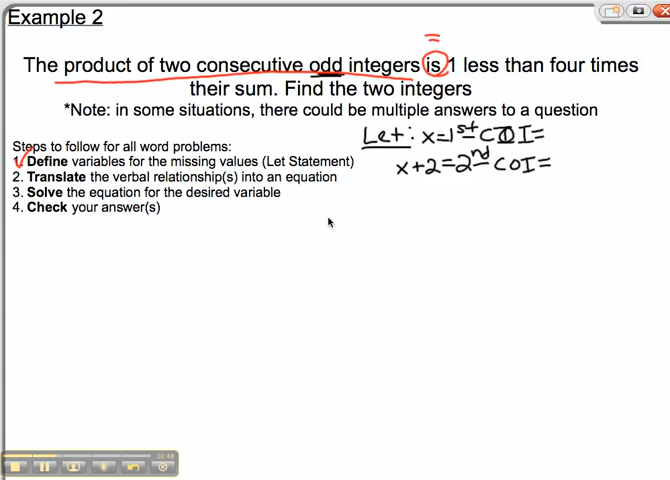 Example 2
=
The product of two consecutive odd integers is 1 less than four times
their sum. Find the two integers
*Note: in some situations, there could be multiple answers to a question
Let: x=1st COI=
x+2=2nd COI=
Steps to follow for all word problems:
1. Define variables for the missing values (Let Statement)
2. Translate the verbal relationship(s) into an equation
3. Solve the equation for the desired variable
4. Check your answer(s)
01:48